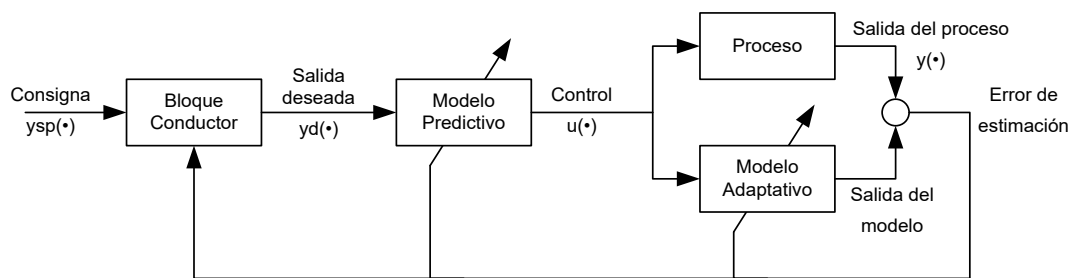 Consigna
ysp(•)
Bloque
Conductor
Salida
deseada
yd(•)
Modelo
Predictivo
Control
u(•)
Proceso
Salida del proceso
y(•)
Modelo
Adaptativo
Salida del
modelo
Error de
estimación